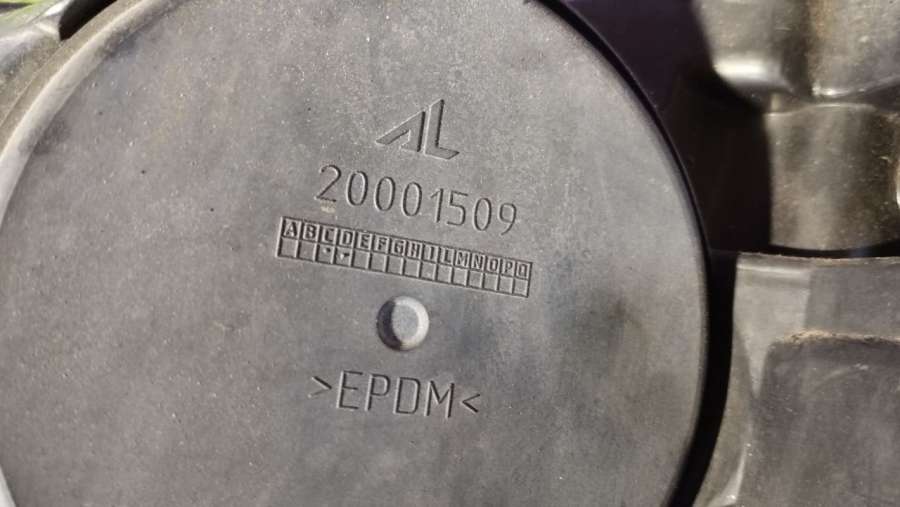 AL
20001509
ABCDEFGHILMNOPQ
>EPDM<